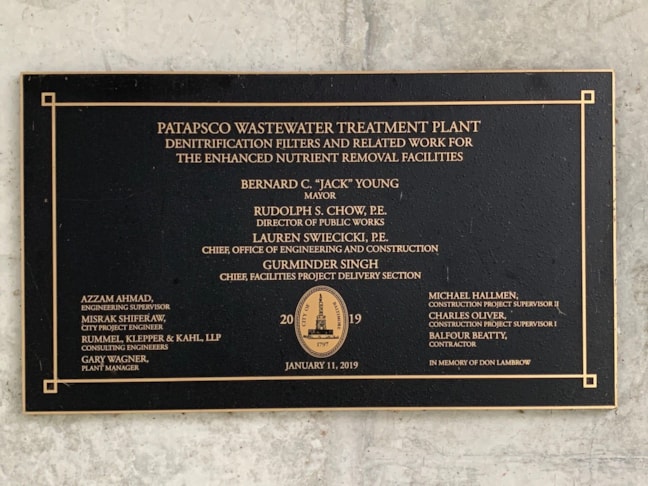 PATAPSCO WASTEWATER TREATMENT PLANT
DENITRIFICATION FILTERS AND RELATED WORK FOR
THE ENHANCED NUTRIENT REMOVAL FACILITIES
BERNARD C. "JACK" YOUNG
MAYOR
RUDOLPH S. CHOW, P.E.
DIRECTOR OF PUBLIC WORKS
LAUREN SWIECICKI, P.E.
CHIEF, OFFICE OF ENGINEERING AND CONSTRUCTION
GURMINDER SINGH
CHIEF, FACILITIES PROJECT DELIVERY SECTION
AZZAM AHMAD,
ENGINEERING SUPERVISOR
MISRAK SHIFERAW,
CITY PROJECT ENGINEER
RUMMEL, KLEPPER & KAHL, LLP
CONSULTING ENGINEERS
GARY WAGNER,
PLANT MANAGER
20 19
CITY OF BALTIMORE
1797
JANUARY 11, 2019
MICHAEL HALLMEN,
CONSTRUCTION PROJECT SUPERVISOR II
CHARLES OLIVER,
CONSTRUCTION PROJECT SUPERVISOR I
BALFOUR BEATTY,
CONTRACTOR
IN MEMORY OF DON LAMBROW